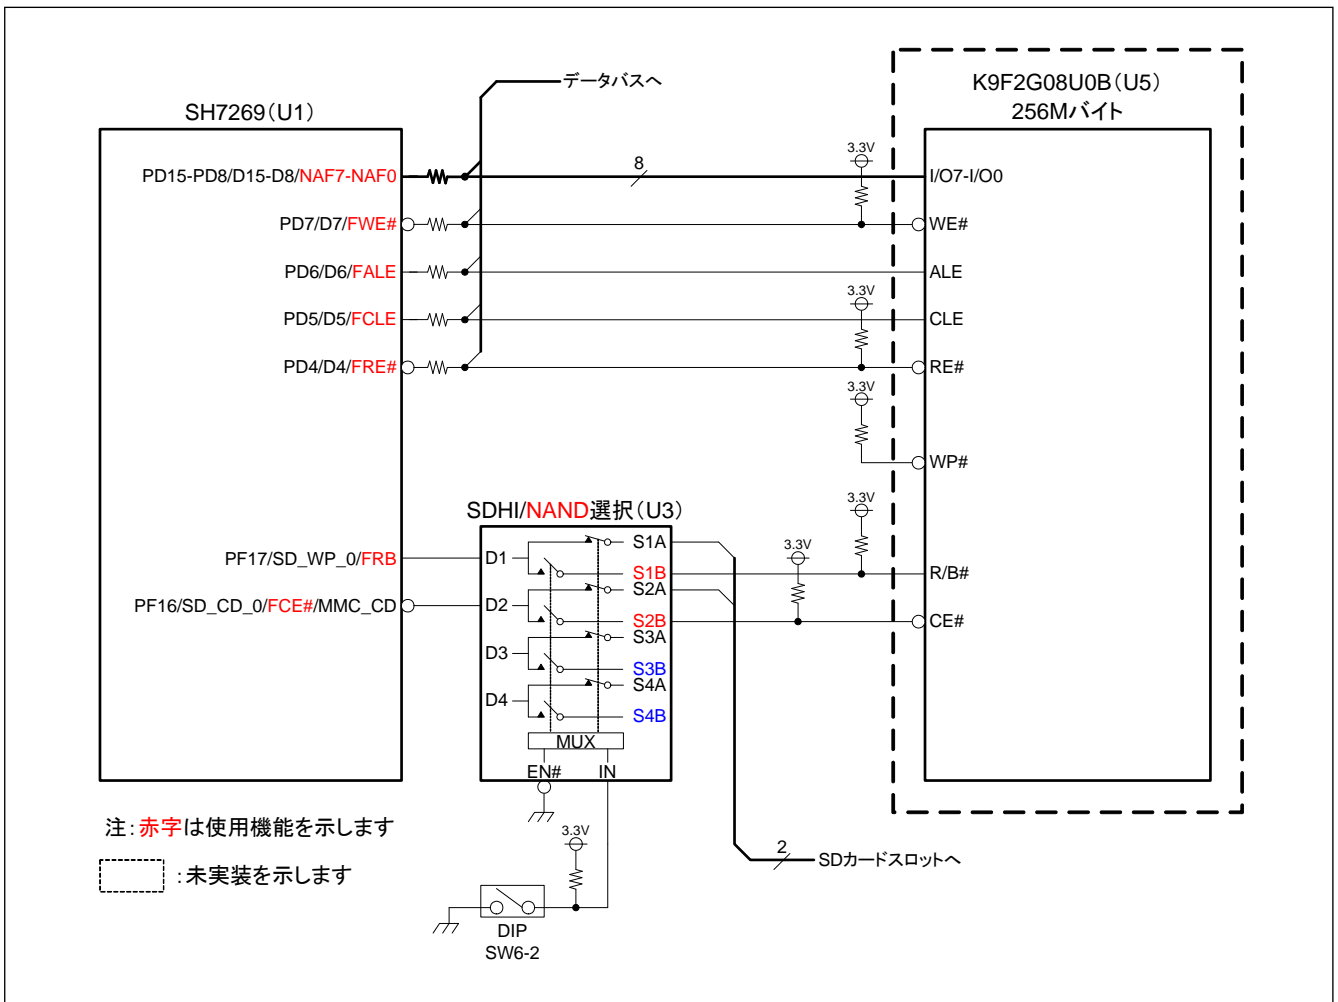 データバスへ
K9F2G08U0B(U5)
256Mバイト
SH7269(U1)
3.3V
PD15-PD8/D15-D8/NAF7-NAF0
8
I/O7-I/O0
PD7/D7/FWE#
WE#
PD6/D6/FALE
ALE
3.3V
PD5/D5/FCLE
CLE
PD4/D4/FRE#
RE#
3.3V
WP#
3.3V
SDHI/NAND選択(U3)
3.3V
PF17/SD_WP_0/FRB
D1
S1A
S1B
R/B#
PF16/SD_CD_0/FCE#/MMC_CD
D2
S2A
S2B
CE#
D3
S3A
S3B
D4
S4A
S4B
MUX
EN#
IN
注:赤字は使用機能を示します
:未実装を示します
3.3V
2
SDカードスロットへ
DIP
SW6-2